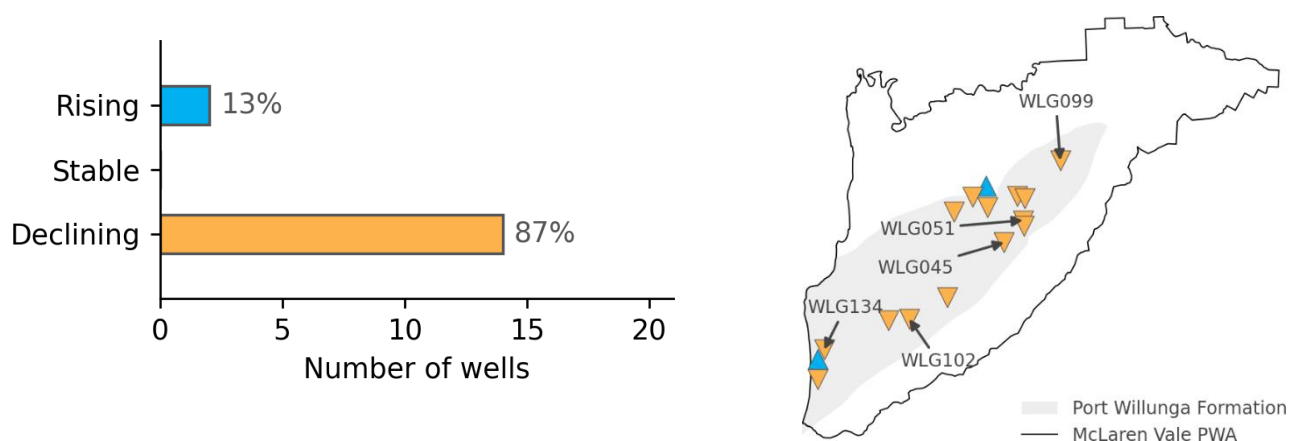 Rising
13%
Stable
Declining
87%
0 5 10 15 20
Number of wells
WLG099
WLG051
WLG045
WLG134
WLG102
Port Willunga Formation
McLaren Vale PWA